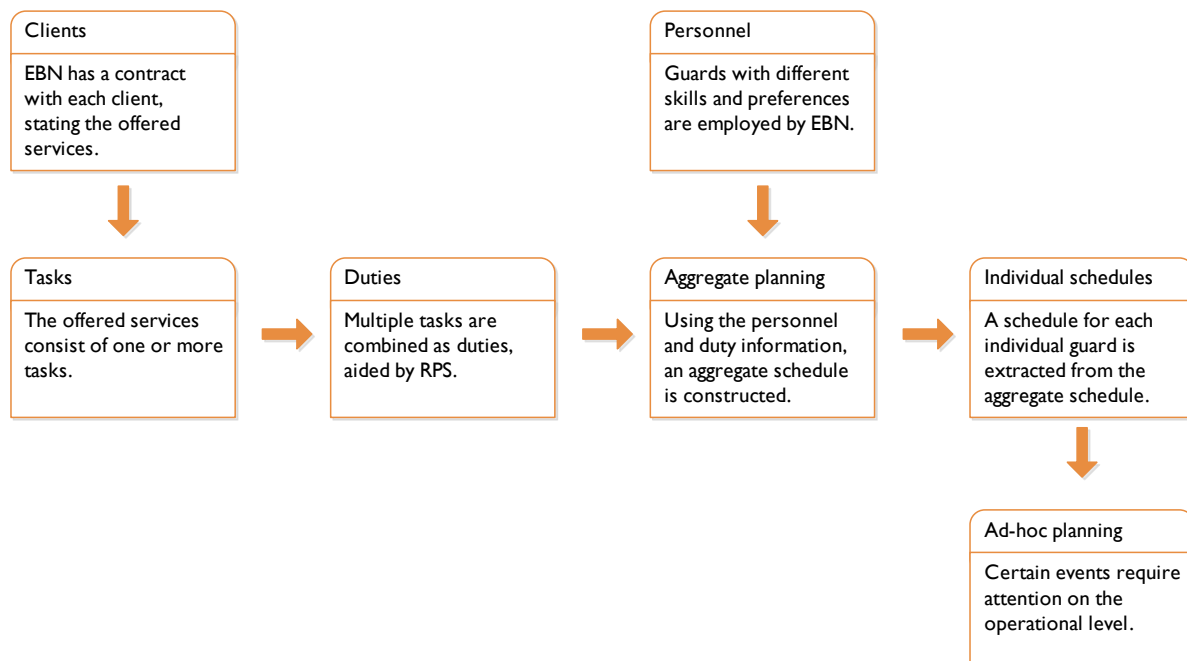 Clients
EBN has a contract
with each client,
stating the offered
services.
Personnel
Guards with different
skills and preferences
are employed by EBN.
Tasks
The offered services
consist of one or more
tasks.
Duties
Multiple tasks are
combined as duties,
aided by RPS.
Aggregate planning
Using the personnel
and duty information,
an aggregate schedule
is constructed.
Individual schedules
A schedule for each
individual guard is
extracted from the
aggregate schedule.
Ad-hoc planning
Certain events require
attention on the
operational level.